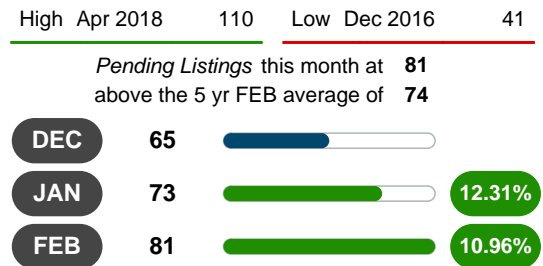 High Apr 2018 110 Low Dec 2016 41
Pending Listings this month at 81
above the 5 yr FEB average of 74
DEC 65
JAN 73 12.31%
FEB 81 10.96%